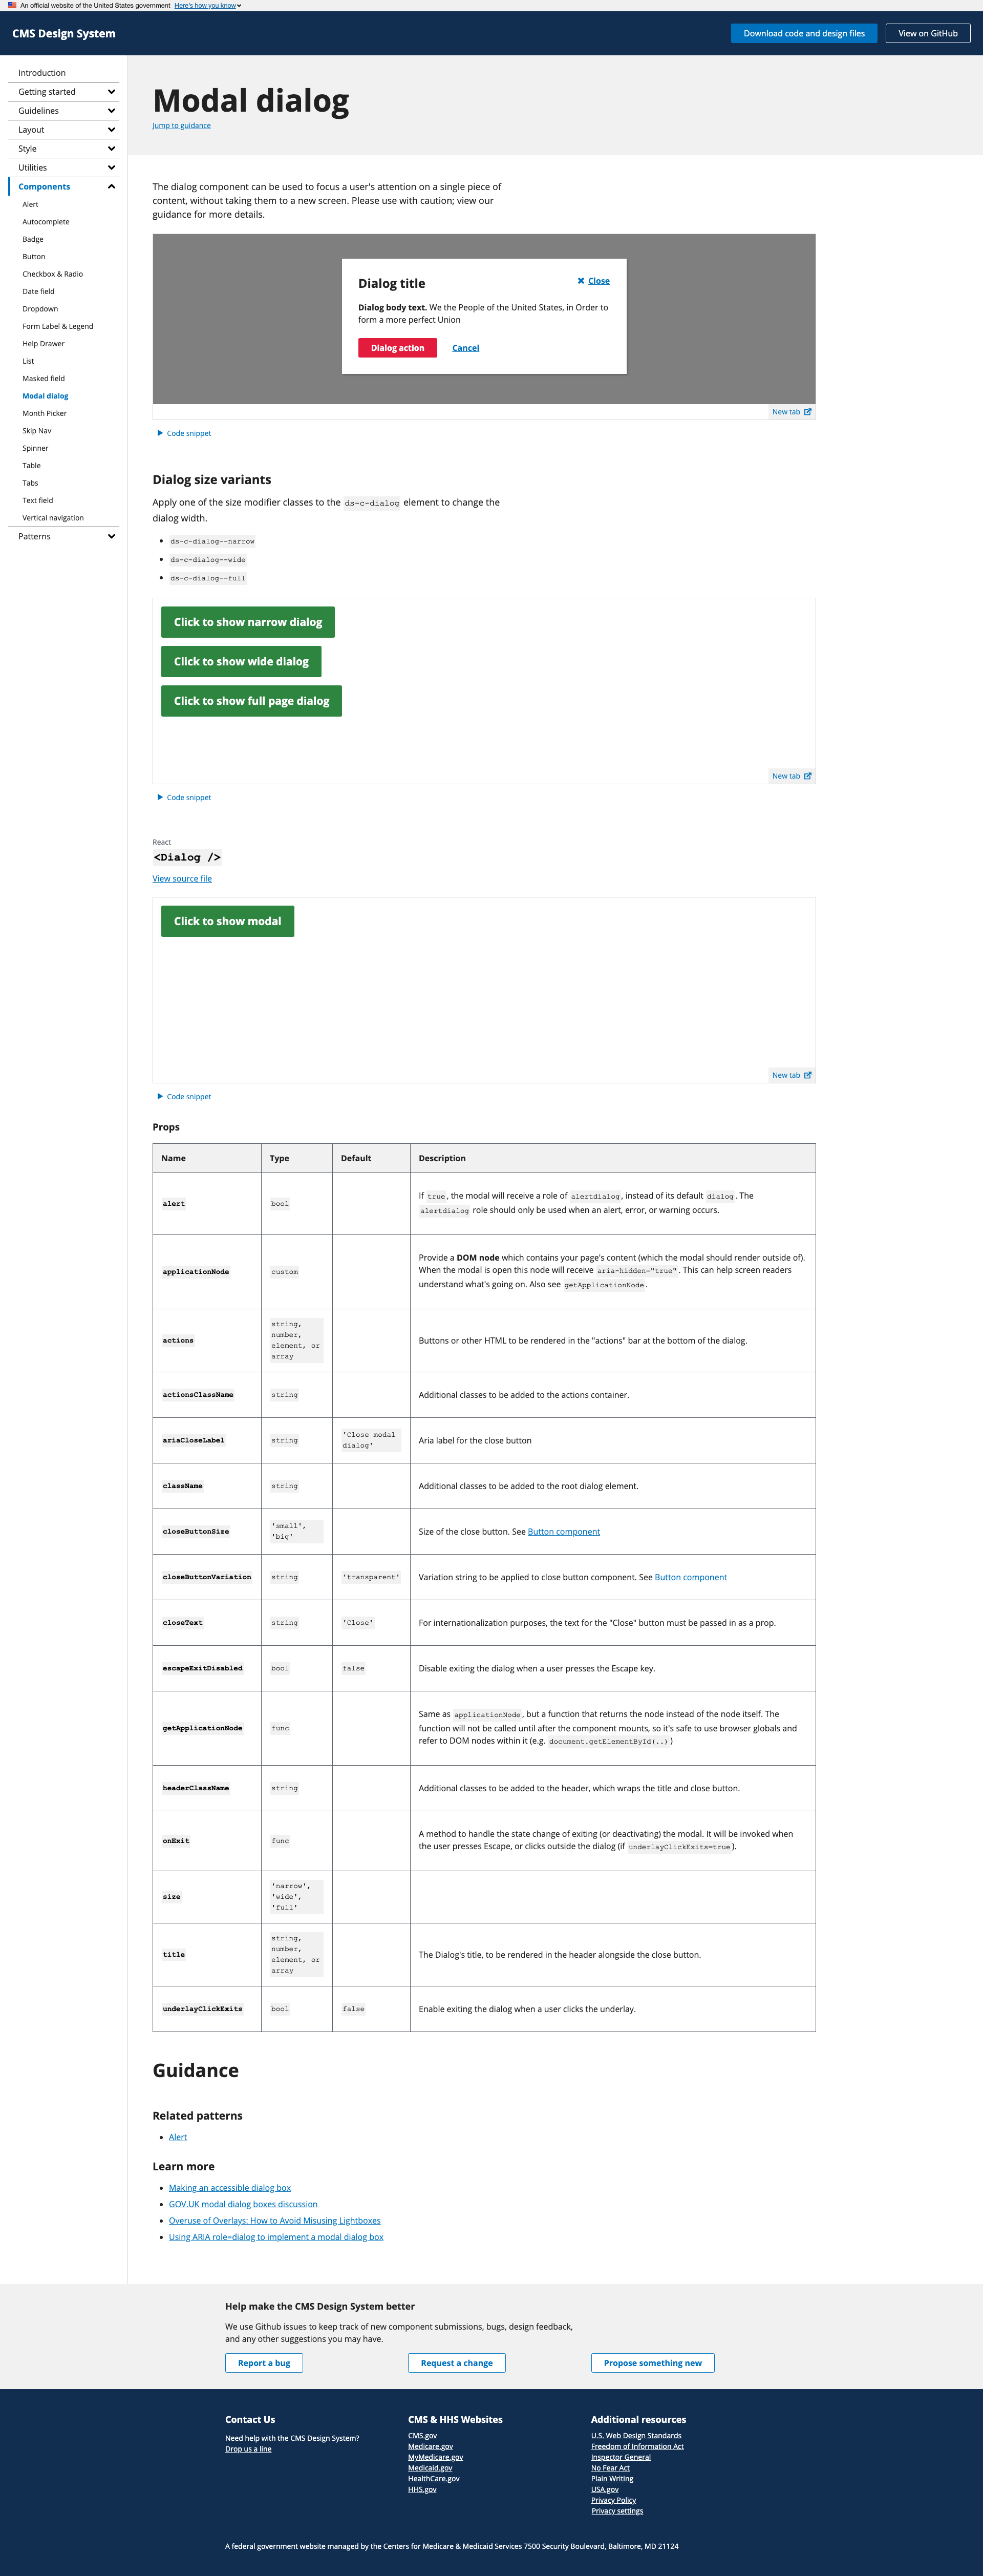 An official website of the United States government Here's how you know
CMS Design System
Download code and design files
View on GitHub
Introduction
Getting started
Guidelines
Layout
Style
Utilities
Components
Alert
Autocomplete
Badge
Button
Checkbox & Radio
Date field
Dropdown
Form Label & Legend
Help Drawer
List
Masked field
Modal dialog
Month Picker
Skip Nav
Spinner
Table
Tabs
Text field
Vertical navigation
Patterns
Modal dialog
Jump to guidance
The dialog component can be used to focus a user's attention on a single piece of
content, without taking them to a new screen. Please use with caution; view our
guidance for more details.
Dialog title
Close
Dialog body text. We the People of the United States, in Order to
form a more perfect Union
Dialog action
Cancel
New tab
Code snippet
Dialog size variants
Apply one of the size modifier classes to the ds-c-dialog element to change the
dialog width.
ds-c-dialog--narrow
ds-c-dialog--wide
ds-c-dialog--full
Click to show narrow dialog
Click to show wide dialog
Click to show full page dialog
New tab
Code snippet
React
<Dialog />
View source file
Click to show modal
New tab
Code snippet
Props
Name Type Default Description
alert bool If true, the modal will receive a role of alertdialog, instead of its default dialog. The
alertdialog role should only be used when an alert, error, or warning occurs.
applicationNode custom Provide a DOM node which contains your page's content (which the modal should render outside of).
When the modal is open this node will receive aria-hidden="true". This can help screen readers
understand what's going on. Also see getApplicationNode.
actions string,
number,
element, or
array
Buttons or other HTML to be rendered in the "actions" bar at the bottom of the dialog.
actionsClassName string Additional classes to be added to the actions container.
ariaCloseLabel string 'Close modal
dialog'
Aria label for the close button
className string Additional classes to be added to the root dialog element.
closeButtonSize 'small',
'big'
Size of the close button. See Button component
closeButtonVariation string 'transparent' Variation string to be applied to close button component. See Button component
closeText string 'Close' For internationalization purposes, the text for the "Close" button must be passed in as a prop.
escapeExitDisabled bool false Disable exiting the dialog when a user presses the Escape key.
getApplicationNode func Same as applicationNode, but a function that returns the node instead of the node itself. The
function will not be called until after the component mounts, so it's safe to use browser globals and
refer to DOM nodes within it (e.g. document.getElementById(..) )
headerClassName string Additional classes to be added to the header, which wraps the title and close button.
onExit func A method to handle the state change of exiting (or deactivating) the modal. It will be invoked when
the user presses Escape, or clicks outside the dialog (if underlayClickExits=true).
size 'narrow',
'wide',
'full'
title string,
number,
element, or
array
The Dialog's title, to be rendered in the header alongside the close button.
underlayClickExits bool false Enable exiting the dialog when a user clicks the underlay.
Guidance
Related patterns
Alert
Learn more
Making an accessible dialog box
GOV.UK modal dialog boxes discussion
Overuse of Overlays: How to Avoid Misusing Lightboxes
Using ARIA role=dialog to implement a modal dialog box
Help make the CMS Design System better
We use Github issues to keep track of new component submissions, bugs, design feedback,
and any other suggestions you may have.
Report a bug
Request a change
Propose something new
Contact Us
Need help with the CMS Design System?
Drop us a line
CMS & HHS Websites
CMS.gov
Medicare.gov
MyMedicare.gov
Medicaid.gov
HealthCare.gov
HHS.gov
Additional resources
U.S. Web Design Standards
Freedom of Information Act
Inspector General
No Fear Act
Plain Writing
USA.gov
Privacy Policy
Privacy settings
A federal government website managed by the Centers for Medicare & Medicaid Services 7500 Security Boulevard, Baltimore, MD 21124